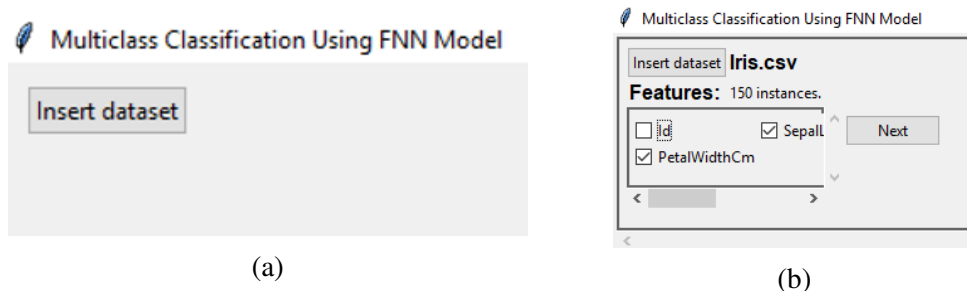 Multiclass Classification Using FNN Model
Insert dataset
(a)
Multiclass Classification Using FNN Model
Insert dataset Iris.csv
Features: 150 instances.
Id SepalL Next
PetalWidthCm
(b)